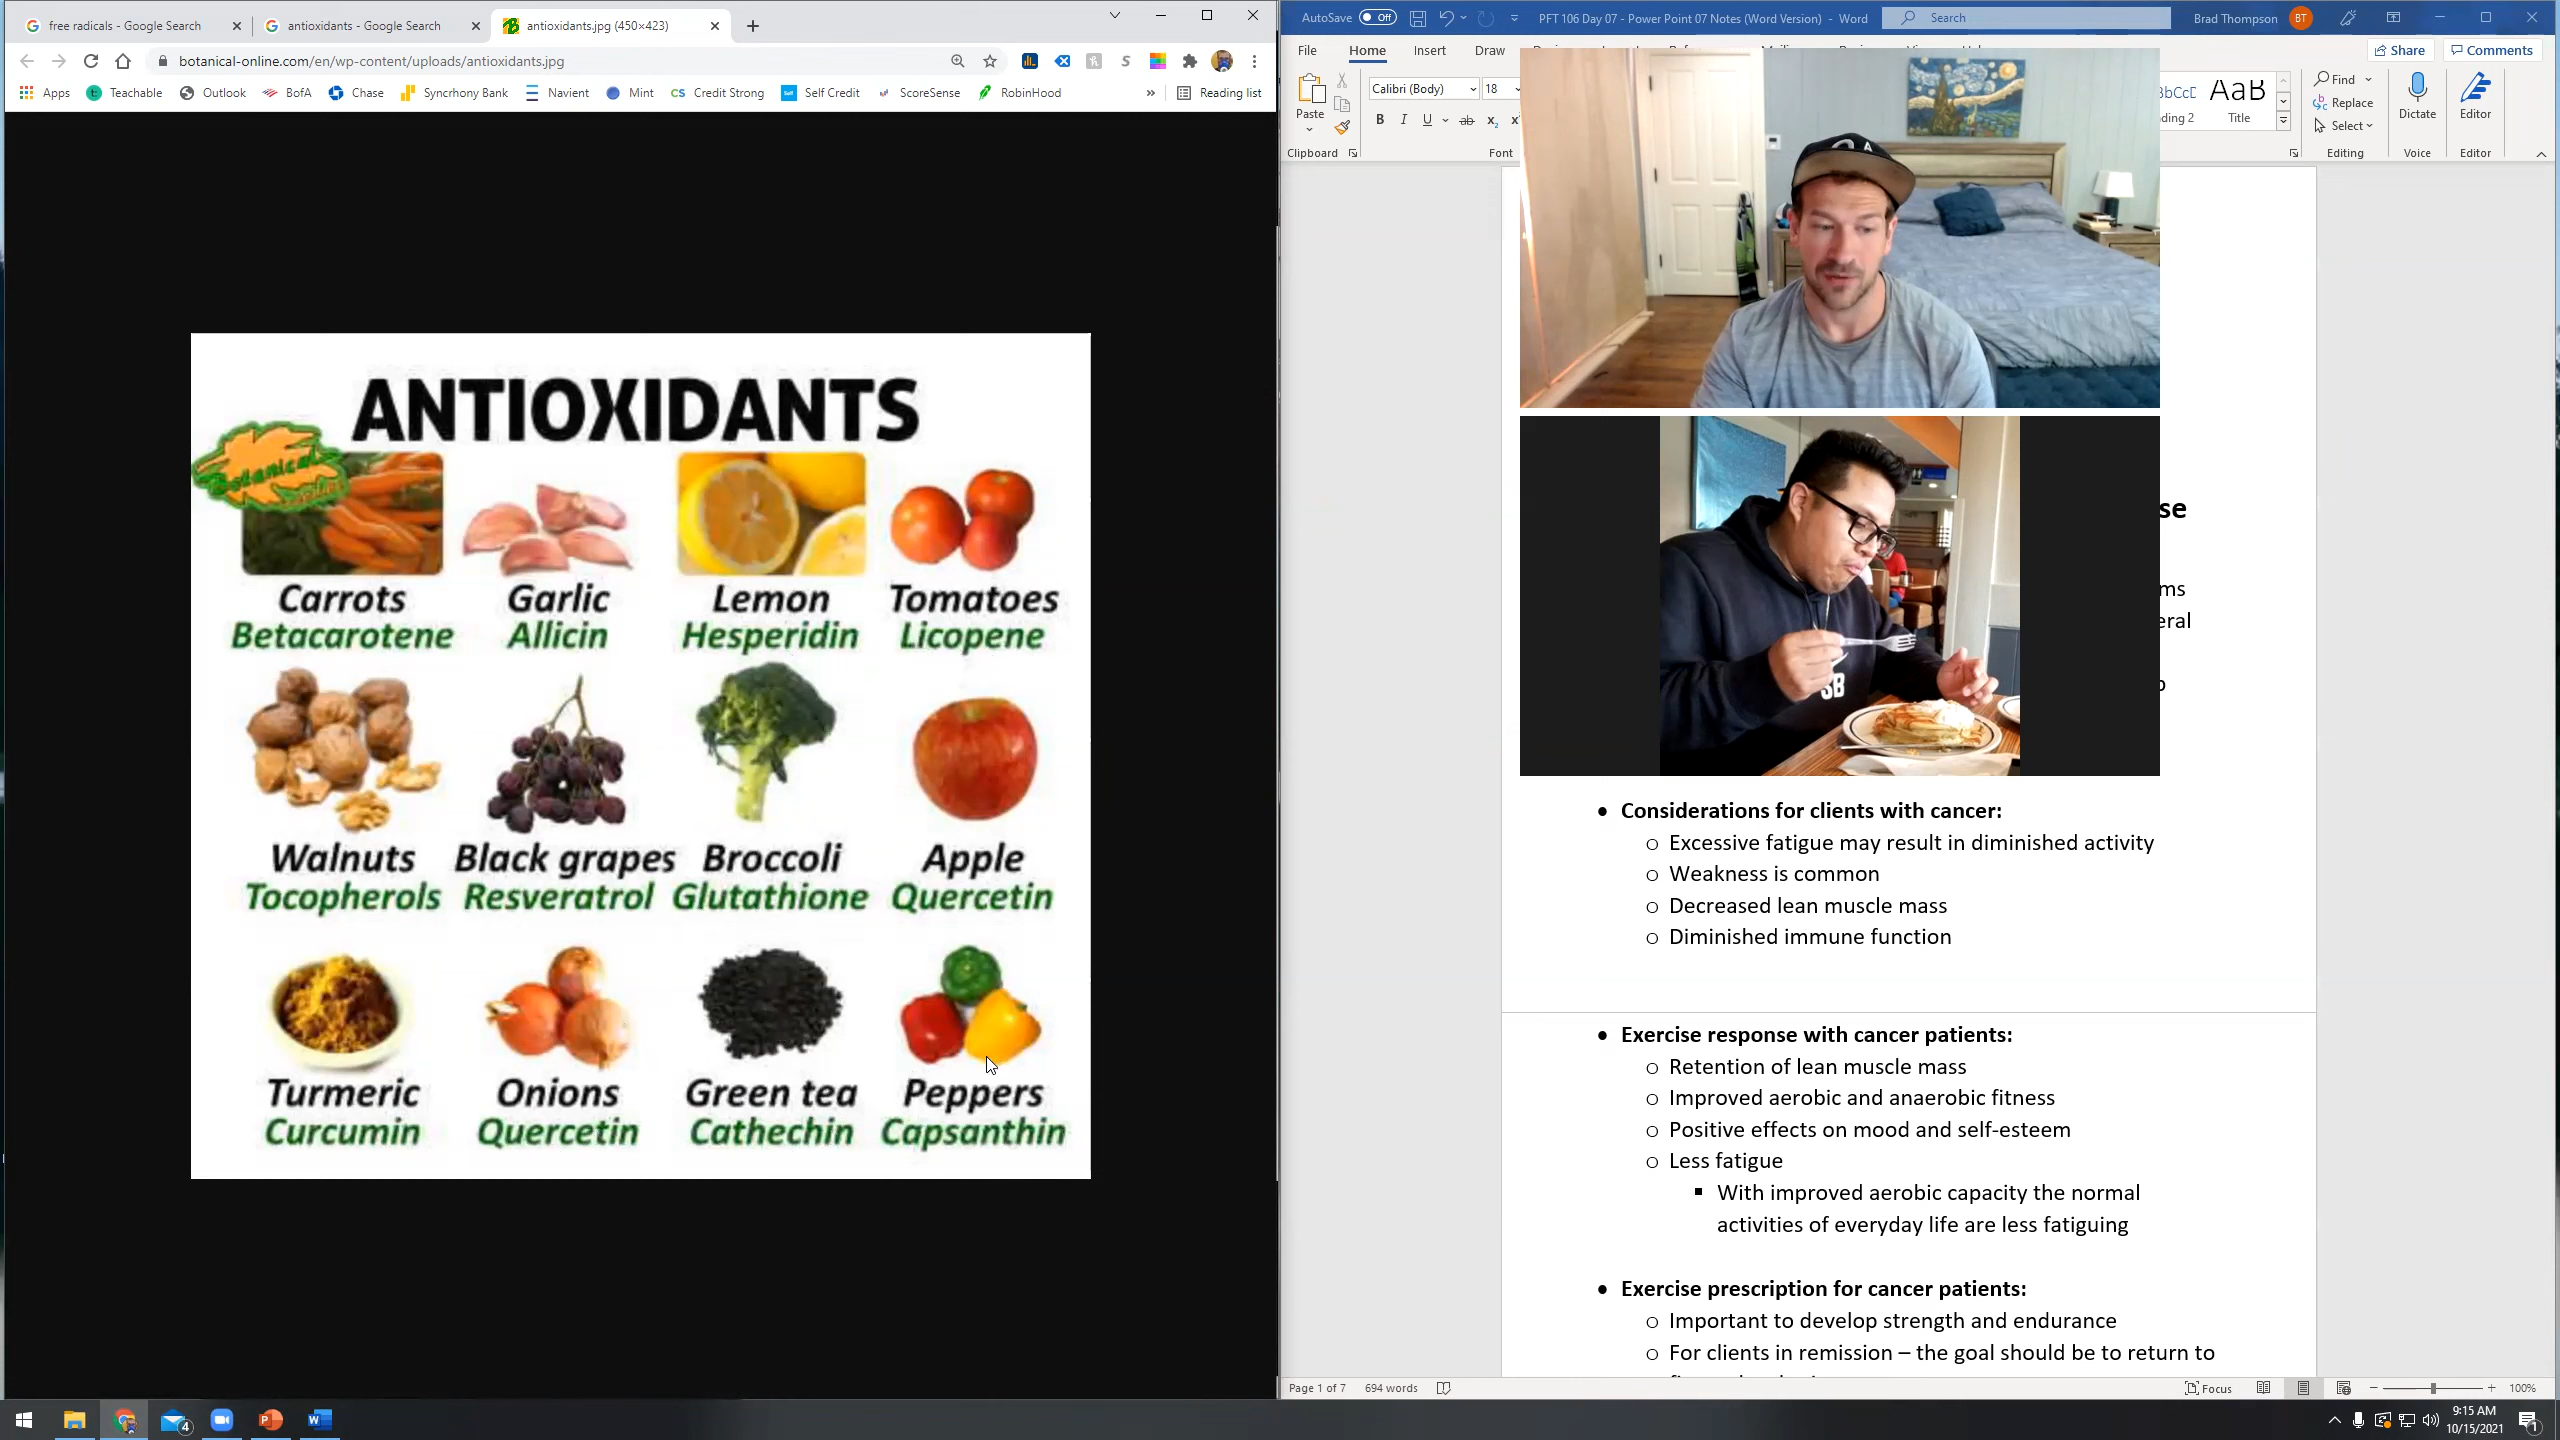 free radicals - Google Search
antioxidants - Google Search
antioxidants.jpg (450×423)
botanical-online.com/en/wp-content/uploads/antioxidants.jpg
Apps Teachable Outlook BofA Chase Syncrhony Bank Navient Mint Credit Strong Self Credit ScoreSense RobinHood » Reading list
ANTIOXIDANTS
Botanical
Carrots Garlic Lemon Tomatoes
Betacarotene Allicin Hesperidin Licopene
Walnuts Black grapes Broccoli Apple
Tocopherols Resveratrol Glutathione Quercetin
Turmeric Onions Green tea Peppers
Curcumin Quercetin Cathechin Capsanthin
AutoSave Off PFT 106 Day 07 - Power Point 07 Notes (Word Version) - Word Search Brad Thompson BT
File Home Insert Draw Share Comments
Calibri (Body) 18
Paste
B I U ab x2
Clipboard Font
AaB
Title
Find
Replace
Select
Editing
Dictate
Voice
Editor
Editor
A
SB
se
ms
eral
• Considerations for clients with cancer:
o Excessive fatigue may result in diminished activity
o Weakness is common
o Decreased lean muscle mass
o Diminished immune function
• Exercise response with cancer patients:
o Retention of lean muscle mass
o Improved aerobic and anaerobic fitness
o Positive effects on mood and self-esteem
o Less fatigue
▪ With improved aerobic capacity the normal
activities of everyday life are less fatiguing
• Exercise prescription for cancer patients:
o Important to develop strength and endurance
o For clients in remission – the goal should be to return to
Page 1 of 7 694 words Focus 100%
4
9:15 AM
10/15/2021
1